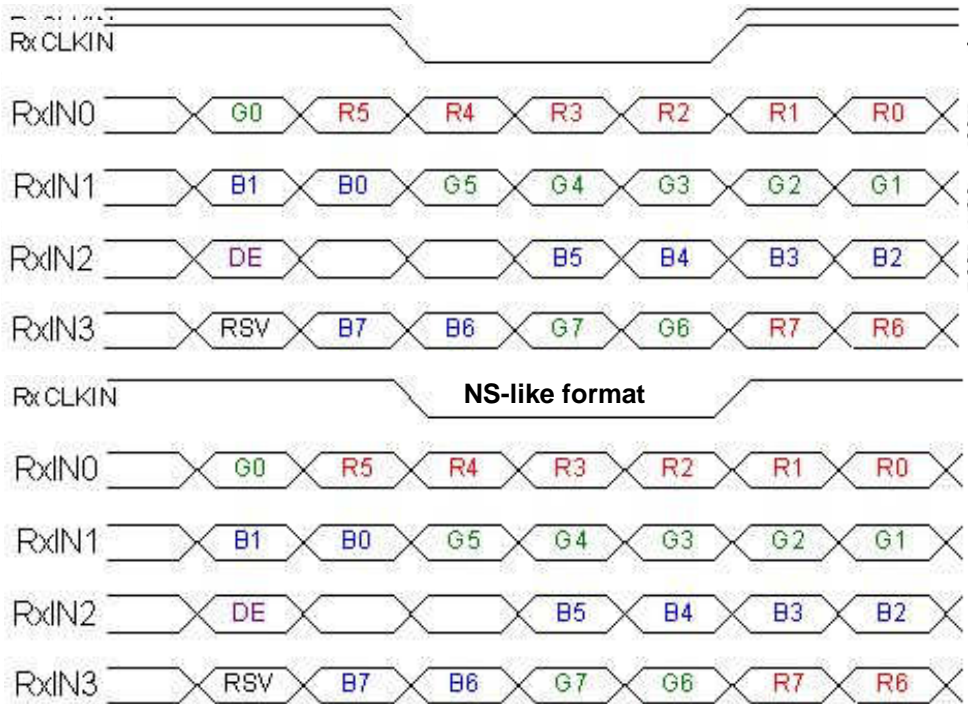 Rx CLKIN
RxIN0 G0 R5 R4 R3 R2 R1 R0
RxIN1 B1 B0 G5 G4 G3 G2 G1
RxIN2 DE B5 B4 B3 B2
RxIN3 RSV B7 B6 G7 G6 R7 R6
Rx CLKIN NS-like format
RxIN0 G0 R5 R4 R3 R2 R1 R0
RxIN1 B1 B0 G5 G4 G3 G2 G1
RxIN2 DE B5 B4 B3 B2
RxIN3 RSV B7 B6 G7 G6 R7 R6